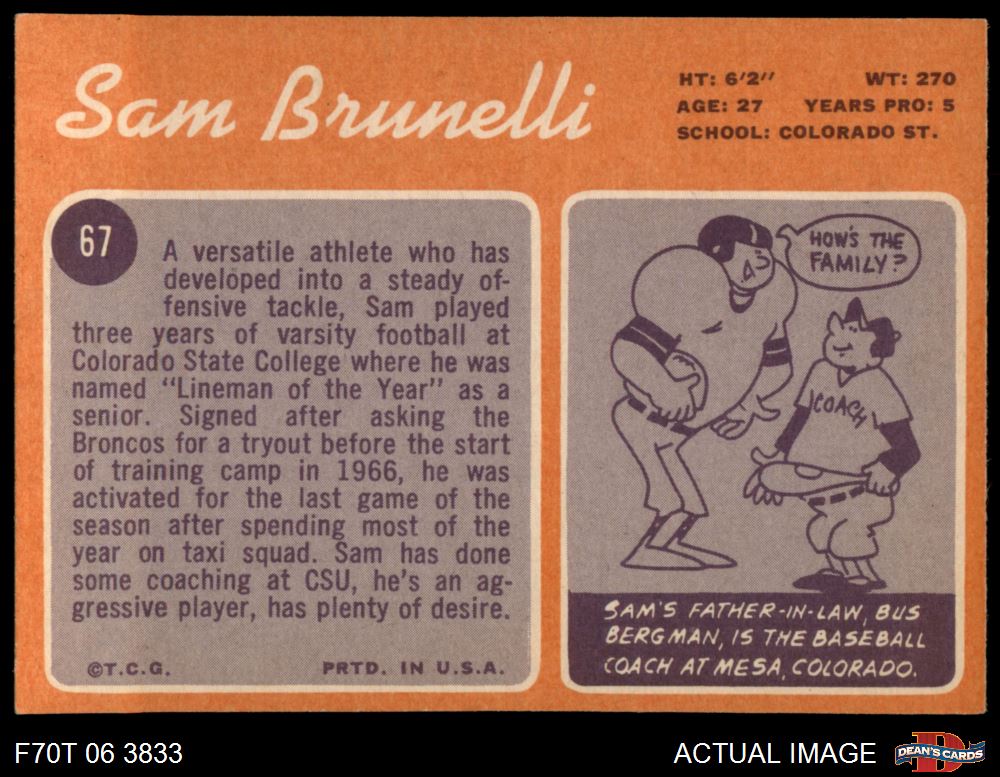 Sam Brunelli
HT: 6'2" WT: 270
AGE: 27 YEARS PRO: 5
SCHOOL: COLORADO ST.
67
A versatile athlete who has
developed into a steady of-
fensive tackle, Sam played
three years of varsity football at
Colorado State College where he was
named "Lineman of the Year" as a
senior. Signed after asking the
Broncos for a tryout before the start
of training camp in 1966, he was
activated for the last game of the
season after spending most of the
year on taxi squad. Sam has done
some coaching at CSU, he's an ag-
gressive player, has plenty of desire.
©T.C.G. PRTD. IN U.S.A.
HOW'S THE
FAMILY?
COACH
SAM'S FATHER-IN-LAW, BUS
BERGMAN, IS THE BASEBALL
COACH AT MESA, COLORADO.
F70T 06 3833
ACTUAL IMAGE
D
DEAN'S CARDS